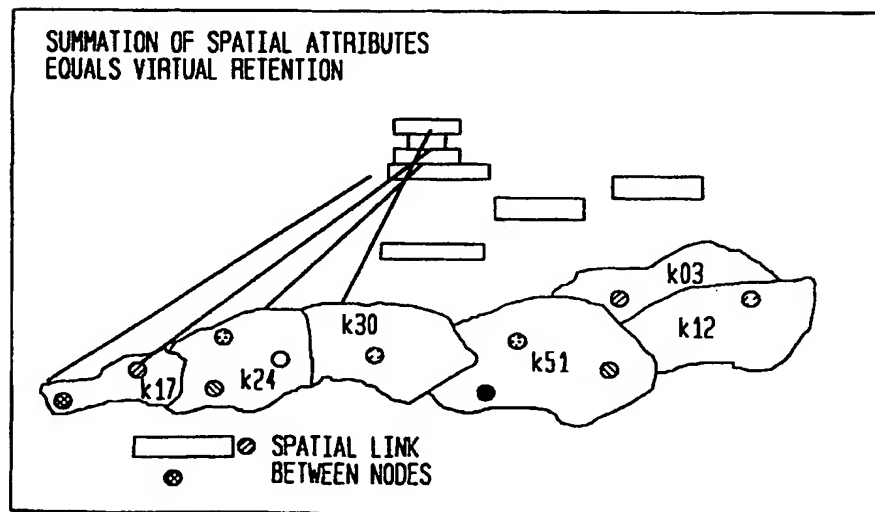 SUMMATION OF SPATIAL ATTRIBUTES
EQUALS VIRTUAL RETENTION
k03
k30
k12
k51
k24
k17
SPATIAL LINK
BETWEEN NODES